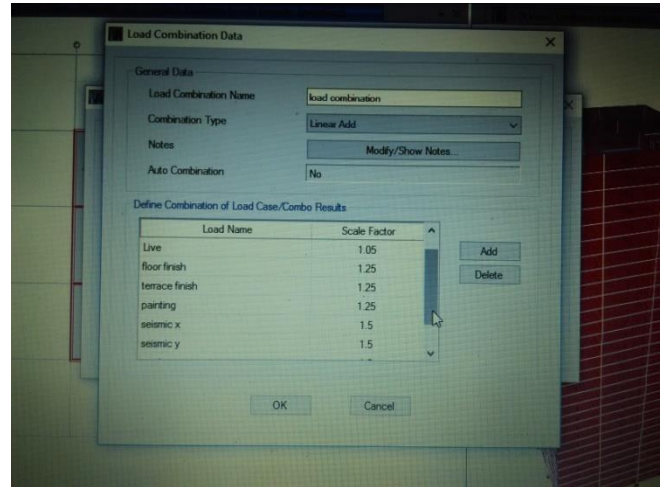 Load Combination Data
General Data
Load Combination Name load combination
Combination Type Linear Add
Notes Modify/Show Notes...
Auto Combination No
Define Combination of Load Case/Combo Results
Load Name Scale Factor
Live 1.05 Add
floor finish 1.25 Delete
terrace finish 1.25
painting 1.25
seismic x 1.5
seismic y 1.5
OK Cancel